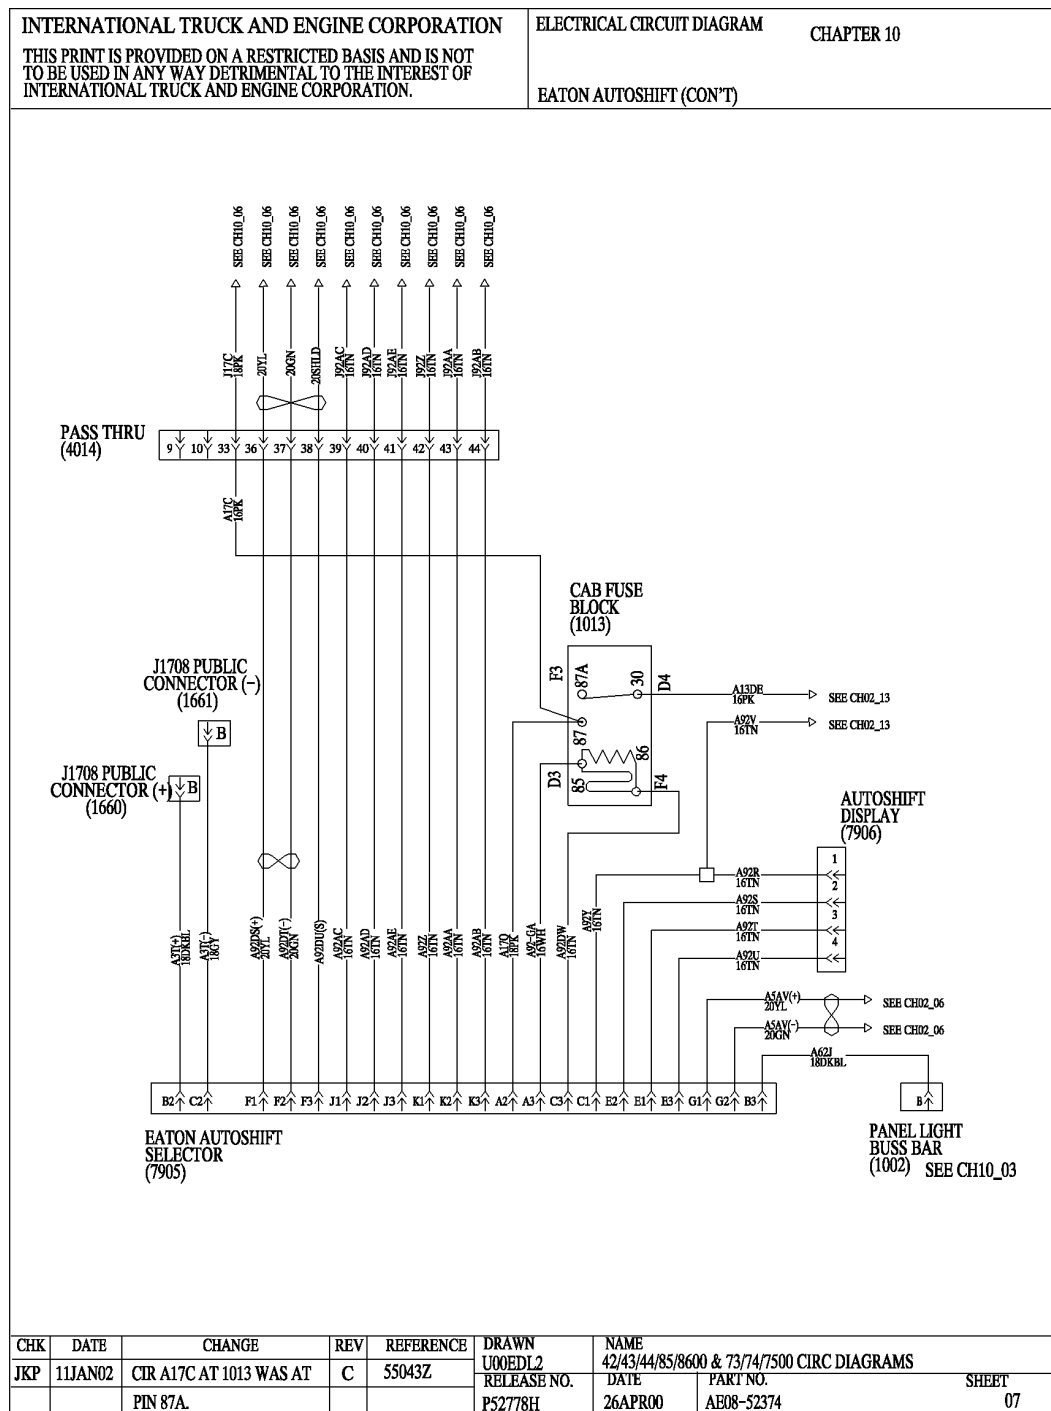 INTERNATIONAL TRUCK AND ENGINE CORPORATION
THIS PRINT IS PROVIDED ON A RESTRICTED BASIS AND IS NOT
TO BE USED IN ANY WAY DETRIMENTAL TO THE INTEREST OF
INTERNATIONAL TRUCK AND ENGINE CORPORATION.
ELECTRICAL CIRCUIT DIAGRAM
CHAPTER 10
EATON AUTOSHIFT (CON'T)
SEE CH10_06
SEE CH10_06
SEE CH10_06
SEE CH10_06
SEE CH10_06
SEE CH10_06
SEE CH10_06
SEE CH10_06
SEE CH10_06
SEE CH10_06
J17C
18PK
20YL
20GN
20SHLD
J92AC
16TN
J92AD
16TN
J92AE
16TN
J92Z
16TN
J92AA
16TN
J92AB
16TN
PASS THRU
(4014)
9 10 33 36 37 38 39 40 41 42 43 44
A17C
16PK
CAB FUSE
BLOCK
(1013)
F3
87A
30
D4
87
86
D3
85
F4
A13DE
16PK
SEE CH02_13
A92V
16TN
SEE CH02_13
J1708 PUBLIC
CONNECTOR (−)
(1661)
B
J1708 PUBLIC
CONNECTOR (+)
(1660)
B
AUTOSHIFT
DISPLAY
(7906)
1
2
3
4
A92R
16TN
A92S
16TN
A92T
16TN
A92U
16TN
A3T(+)
18DKBL
A3T(−)
18GY
A92DS(+)
20YL
A92DT(−)
20GN
A92DU(S)
A92AC
16TN
A92AD
16TN
A92AE
16TN
A92Z
16TN
A92AA
16TN
A92AB
16TN
A17Q
18PK
A92-GA
16WH
A92DW
16TN
A92Y
16TN
A5AV(+)
20YL
SEE CH02_06
A5AV(−)
20GN
SEE CH02_06
A62J
18DKBL
B2 C2 F1 F2 F3 J1 J2 J3 K1 K2 K3 A2 A3 C3 C1 E2 E1 E3 G1 G2 B3
B
EATON AUTOSHIFT
SELECTOR
(7905)
PANEL LIGHT
BUSS BAR
(1002) SEE CH10_03
CHK DATE CHANGE REV REFERENCE
JKP 11JAN02 CIR A17C AT 1013 WAS AT C 55043Z
PIN 87A.
DRAWN
U00EDL2
NAME
42/43/44/85/8600 & 73/74/7500 CIRC DIAGRAMS
RELEASE NO.
P52778H
DATE
26APR00
PART NO.
AE08-52374
SHEET
07